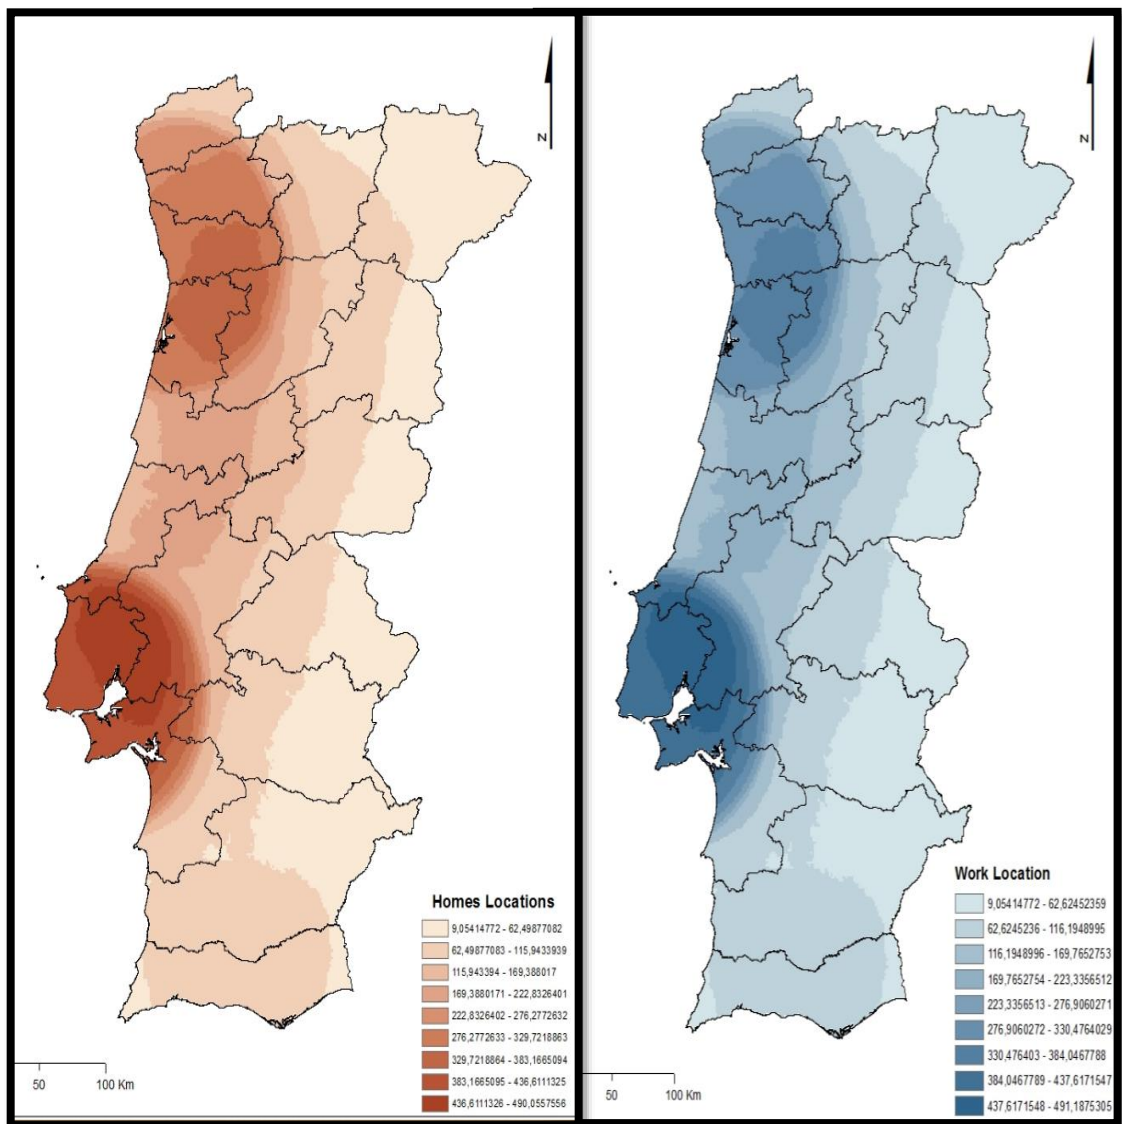 N
Homes Locations
9,05414772 - 62,49877082
62,49877083 - 115,9433939
115,943394 - 169,388017
169,3880171 - 222,8326401
222,8326402 - 276,2772632
276,2772633 - 329,7218863
329,7218864 - 383,1665094
383,1665095 - 436,6111325
436,6111326 - 490,0557556
50 100 Km
N
Work Location
9,05414772 - 62,62452359
62,6245236 - 116,1948995
116,1948996 - 169,7652753
169,7652754 - 223,3356512
223,3356513 - 276,9060271
276,9060272 - 330,4764029
330,476403 - 384,0467788
384,0467789 - 437,6171547
437,6171548 - 491,1875305
50 100 Km